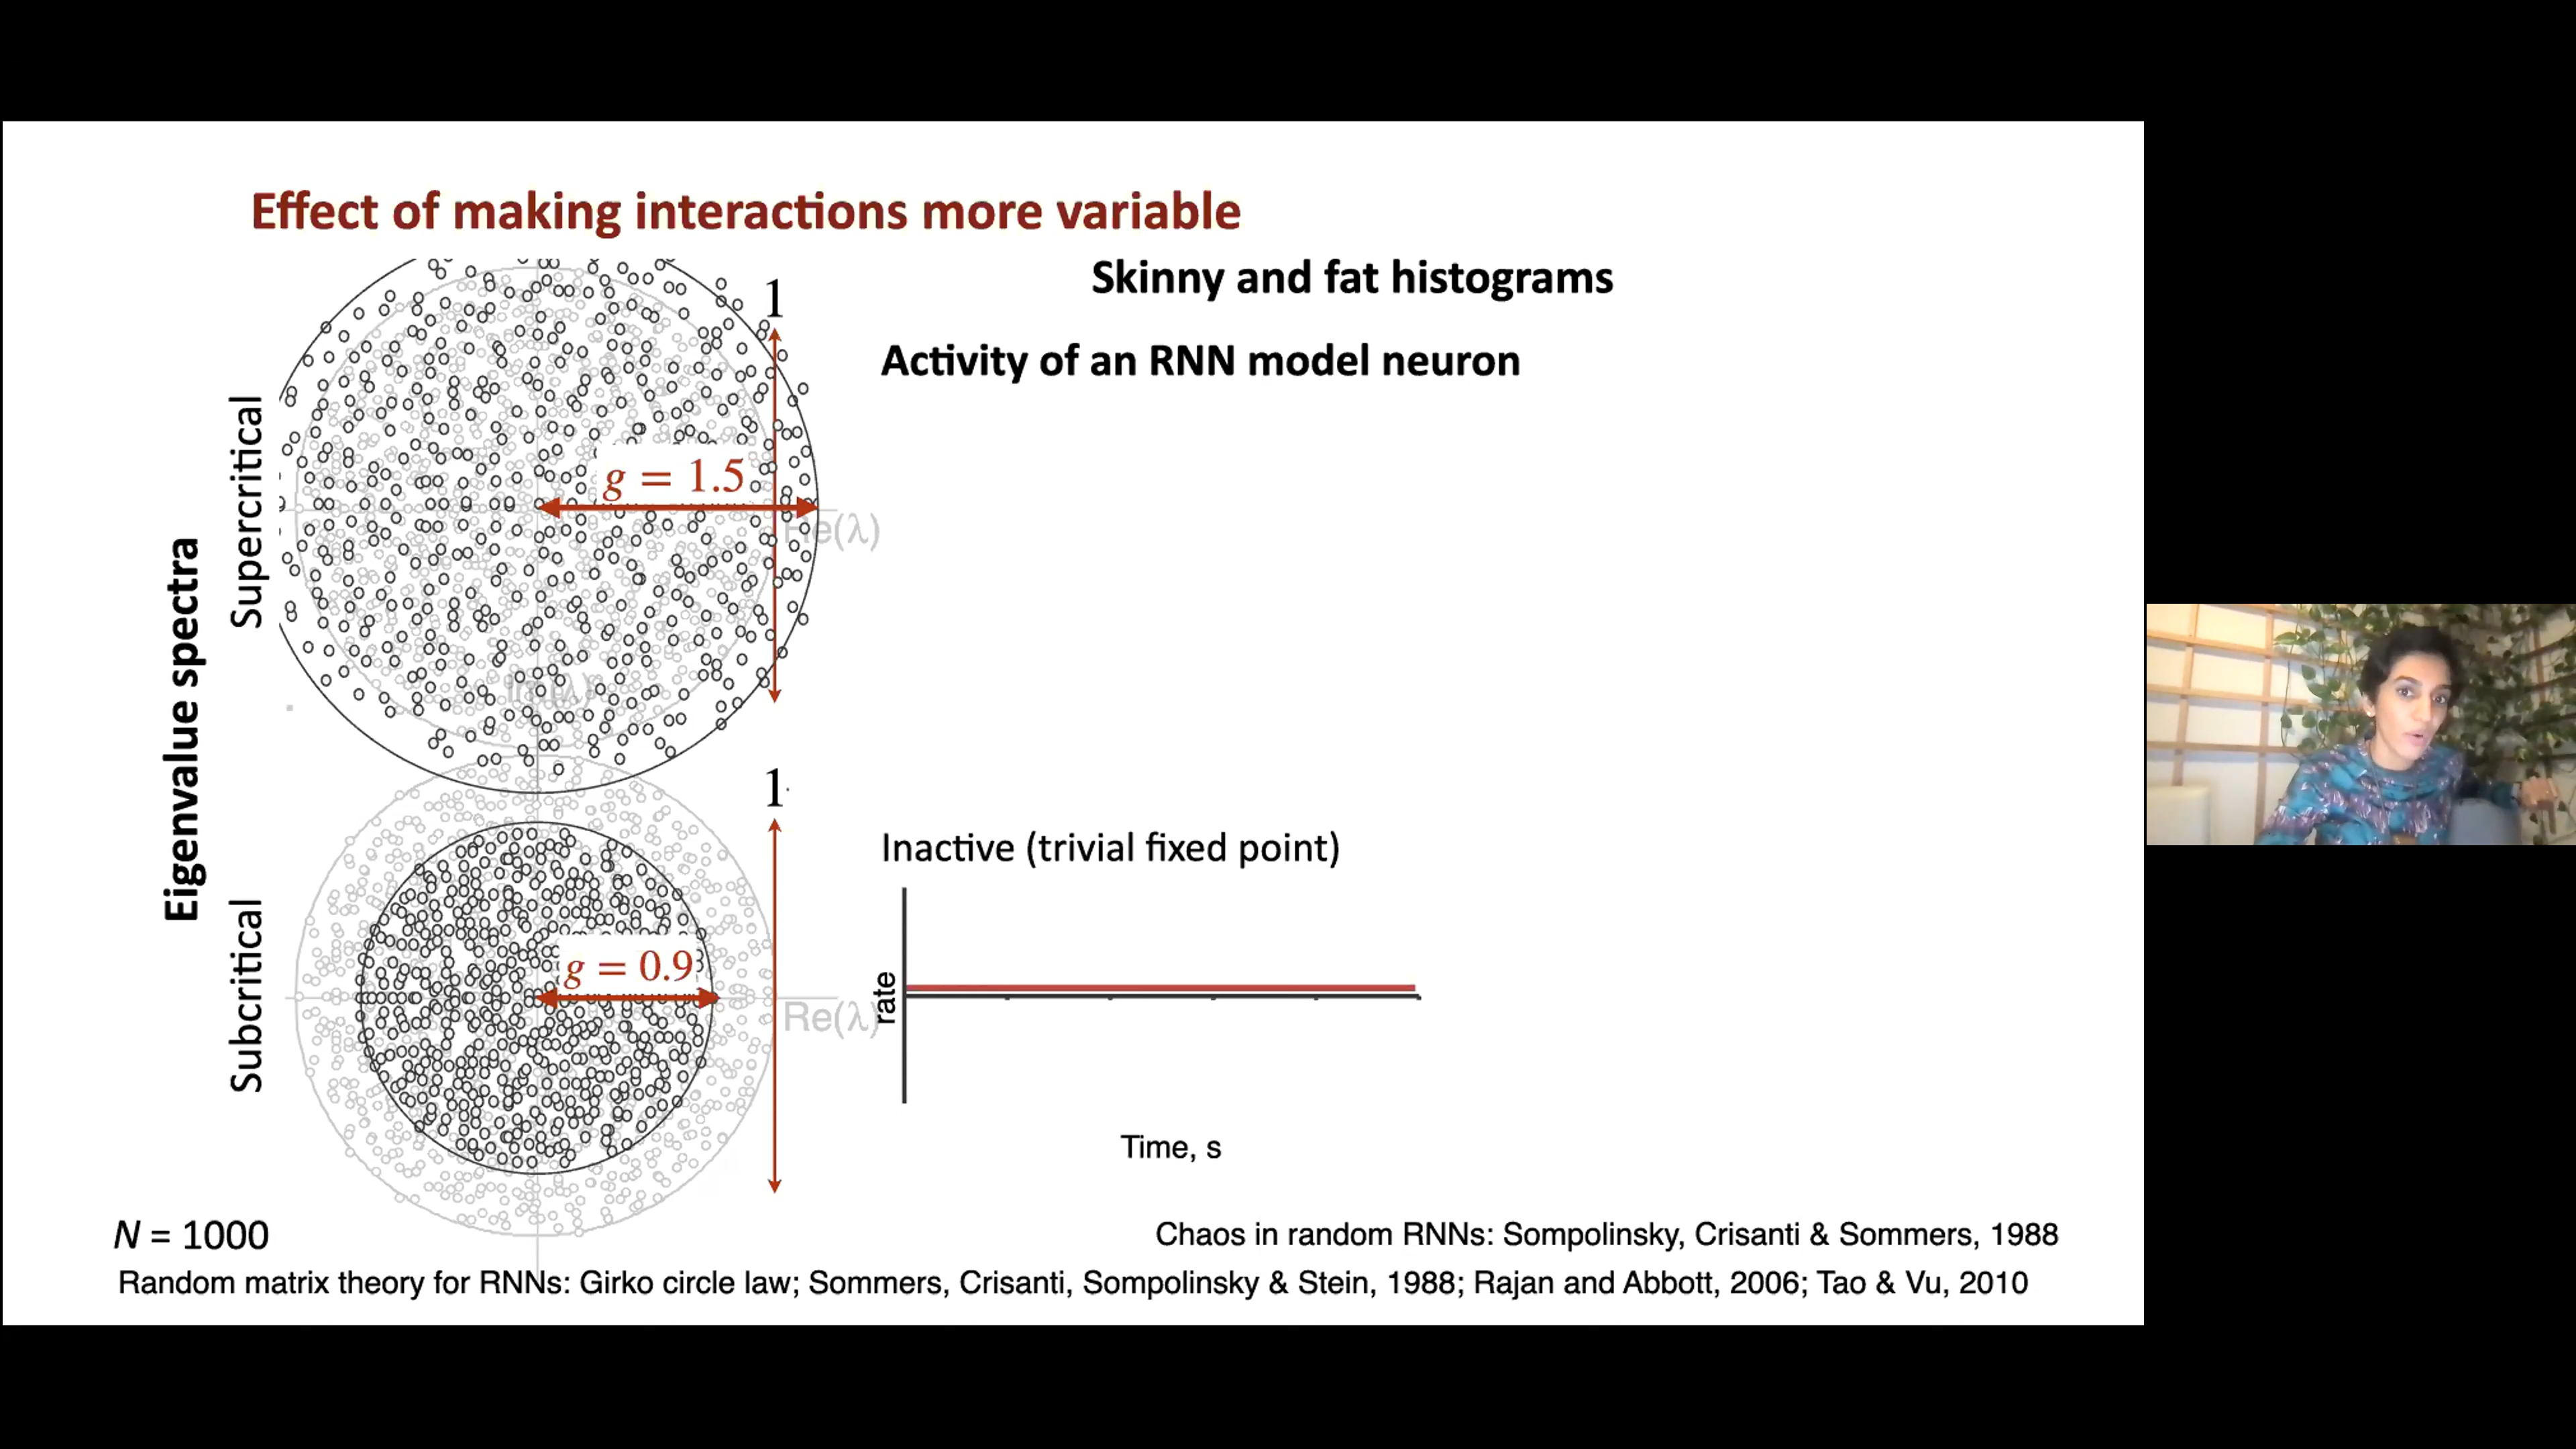 Effect of making interactions more variable
Skinny and fat histograms
Activity of an RNN model neuron
Eigenvalue spectra
Supercritical
1
g = 1.5
Re(λ)
Im(λ)
Subcritical
1
g = 0.9
Re(λ)
Inactive (trivial fixed point)
rate
Time, s
N = 1000
Chaos in random RNNs: Sompolinsky, Crisanti & Sommers, 1988
Random matrix theory for RNNs: Girko circle law; Sommers, Crisanti, Sompolinsky & Stein, 1988; Rajan and Abbott, 2006; Tao & Vu, 2010